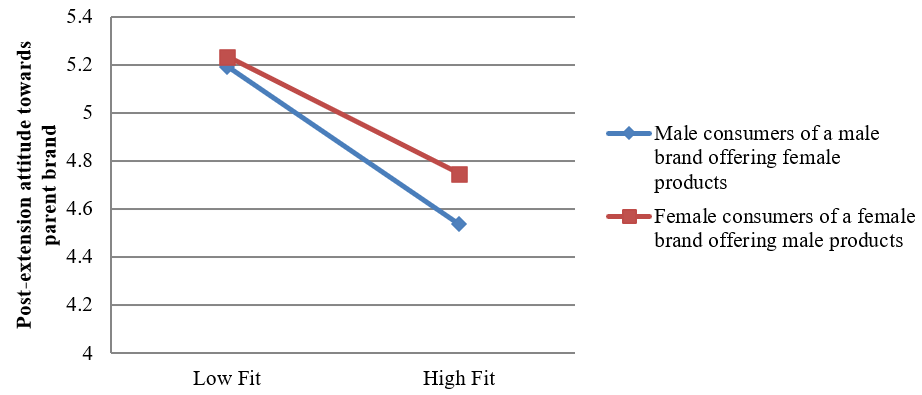 5.4
5.2
5
4.8
4.6
4.4
4.2
4
Post-extension attitude towards
parent brand
Low Fit
High Fit
Male consumers of a male
brand offering female
products
Female consumers of a female
brand offering male products